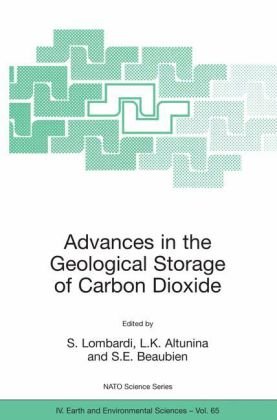 Advances in the
Geological Storage
of Carbon Dioxide
Edited by
S. Lombardi, L.K. Altunina
and S.E. Beaubien
NATO Science Series
IV. Earth and Environmental Sciences – Vol. 65